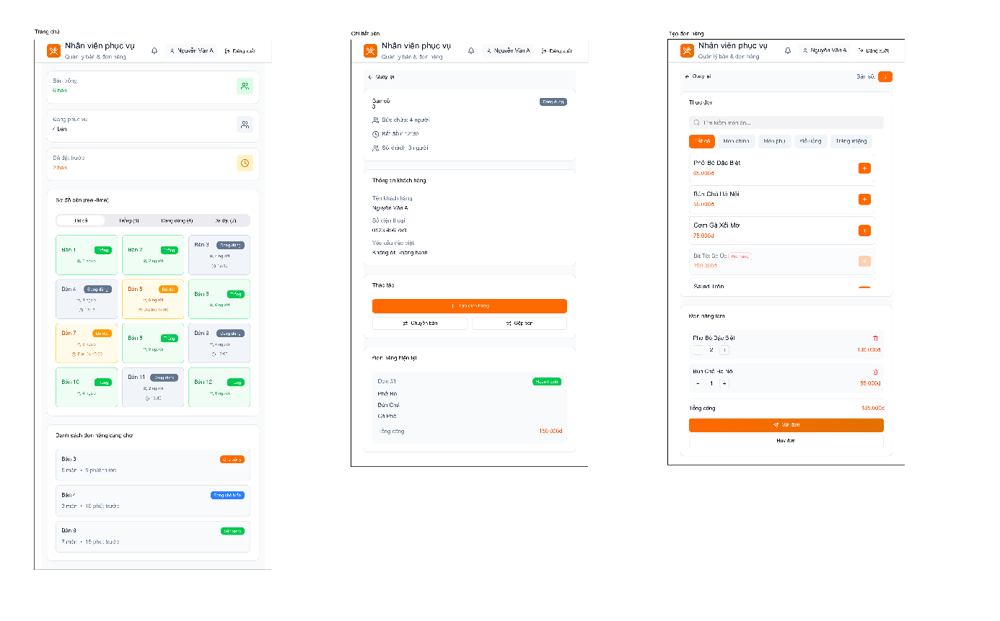 Trang chủ
Nhân viên phục vụ
Quản lý bàn & đơn hàng
Nguyễn Văn A
Đăng xuất
Bàn trống
6 bàn
Đang phục vụ
4 bàn
Đã đặt trước
2 bàn
Sơ đồ bàn (real-time)
Tất cả
Trống (6)
Đang dùng (4)
Đã đặt (2)
Bàn 1
Trống
người
Bàn 2
Trống
2 người
Bàn 3
Đang dùng
4 người
12:30
Bàn 4
Đang dùng
4 người
Bàn 5
Đã đặt
6 người
Đặt lúc 14:00
Bàn 6
Trống
6 người
Bàn 7
Đã đặt
người
Đặt lúc 15:30
Bàn 8
Trống
người
Bàn 9
Đang dùng
4 người
Bàn 10
Trống
4 người
Bàn 11
Đang dùng
2 người
Bàn 12
Trống
người
Danh sách đơn hàng đang chờ
Bàn 3
Chờ xử lý
5 món • 5 phút trước
Bàn 4
Đang chế biến
3 món • 10 phút trước
Bàn 9
Sẵn sàng
7 món • 15 phút trước
Chi tiết bàn
Nhân viên phục vụ
Quản lý bàn & đơn hàng
Nguyễn Văn A
Đăng xuất
Quay lại
Bàn số
3
Đang dùng
Sức chứa: 4 người
Bắt đầu: 12:30
Số khách: 3 người
Thông tin khách hàng
Tên khách hàng
Nguyễn Văn A
Số điện thoại
0123 456 789
Yêu cầu đặc biệt
Không ớt, không hành
Thao tác
+ Tạo đơn hàng
Chuyển bàn
Gộp bàn
Đơn hàng hiện tại
Đơn #1
Hoàn thành
Phở Bò
Bún Chả
Cà Phê
Tổng cộng
150.000đ
Tạo đơn hàng
Nhân viên phục vụ
Quản lý bàn & đơn hàng
Nguyễn Văn A
Đăng xuất
Quay lại
Bàn số:
3
Thực đơn
Tìm kiếm món ăn...
Tất cả
Món chính
Món phụ
Đồ uống
Tráng miệng
Phở Bò Đặc Biệt
65.000đ
+
Bún Chả Hà Nội
55.000đ
+
Cơm Gà Xối Mỡ
75.000đ
+
Bít Tết Bò Úc
Hết hàng
250.000đ
+
Salad Trộn
Đơn hàng tạm
Phở Bò Đặc Biệt
- 2 +
130.000đ
Bún Chả Hà Nội
- 1 +
55.000đ
Tổng cộng
185.000đ
Gửi đơn
Hủy đơn